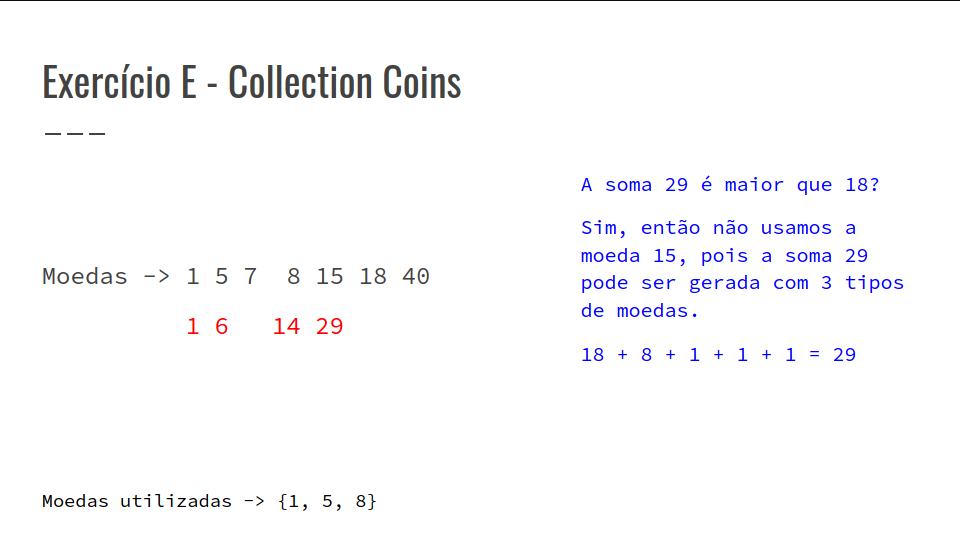 Exercício E - Collection Coins
---
A soma 29 é maior que 18?
Sim, então não usamos a
moeda 15, pois a soma 29
pode ser gerada com 3 tipos
de moedas.
18 + 8 + 1 + 1 + 1 = 29
Moedas -> 1 5 7 8 15 18 40
1 6 14 29
Moedas utilizadas -> {1, 5, 8}